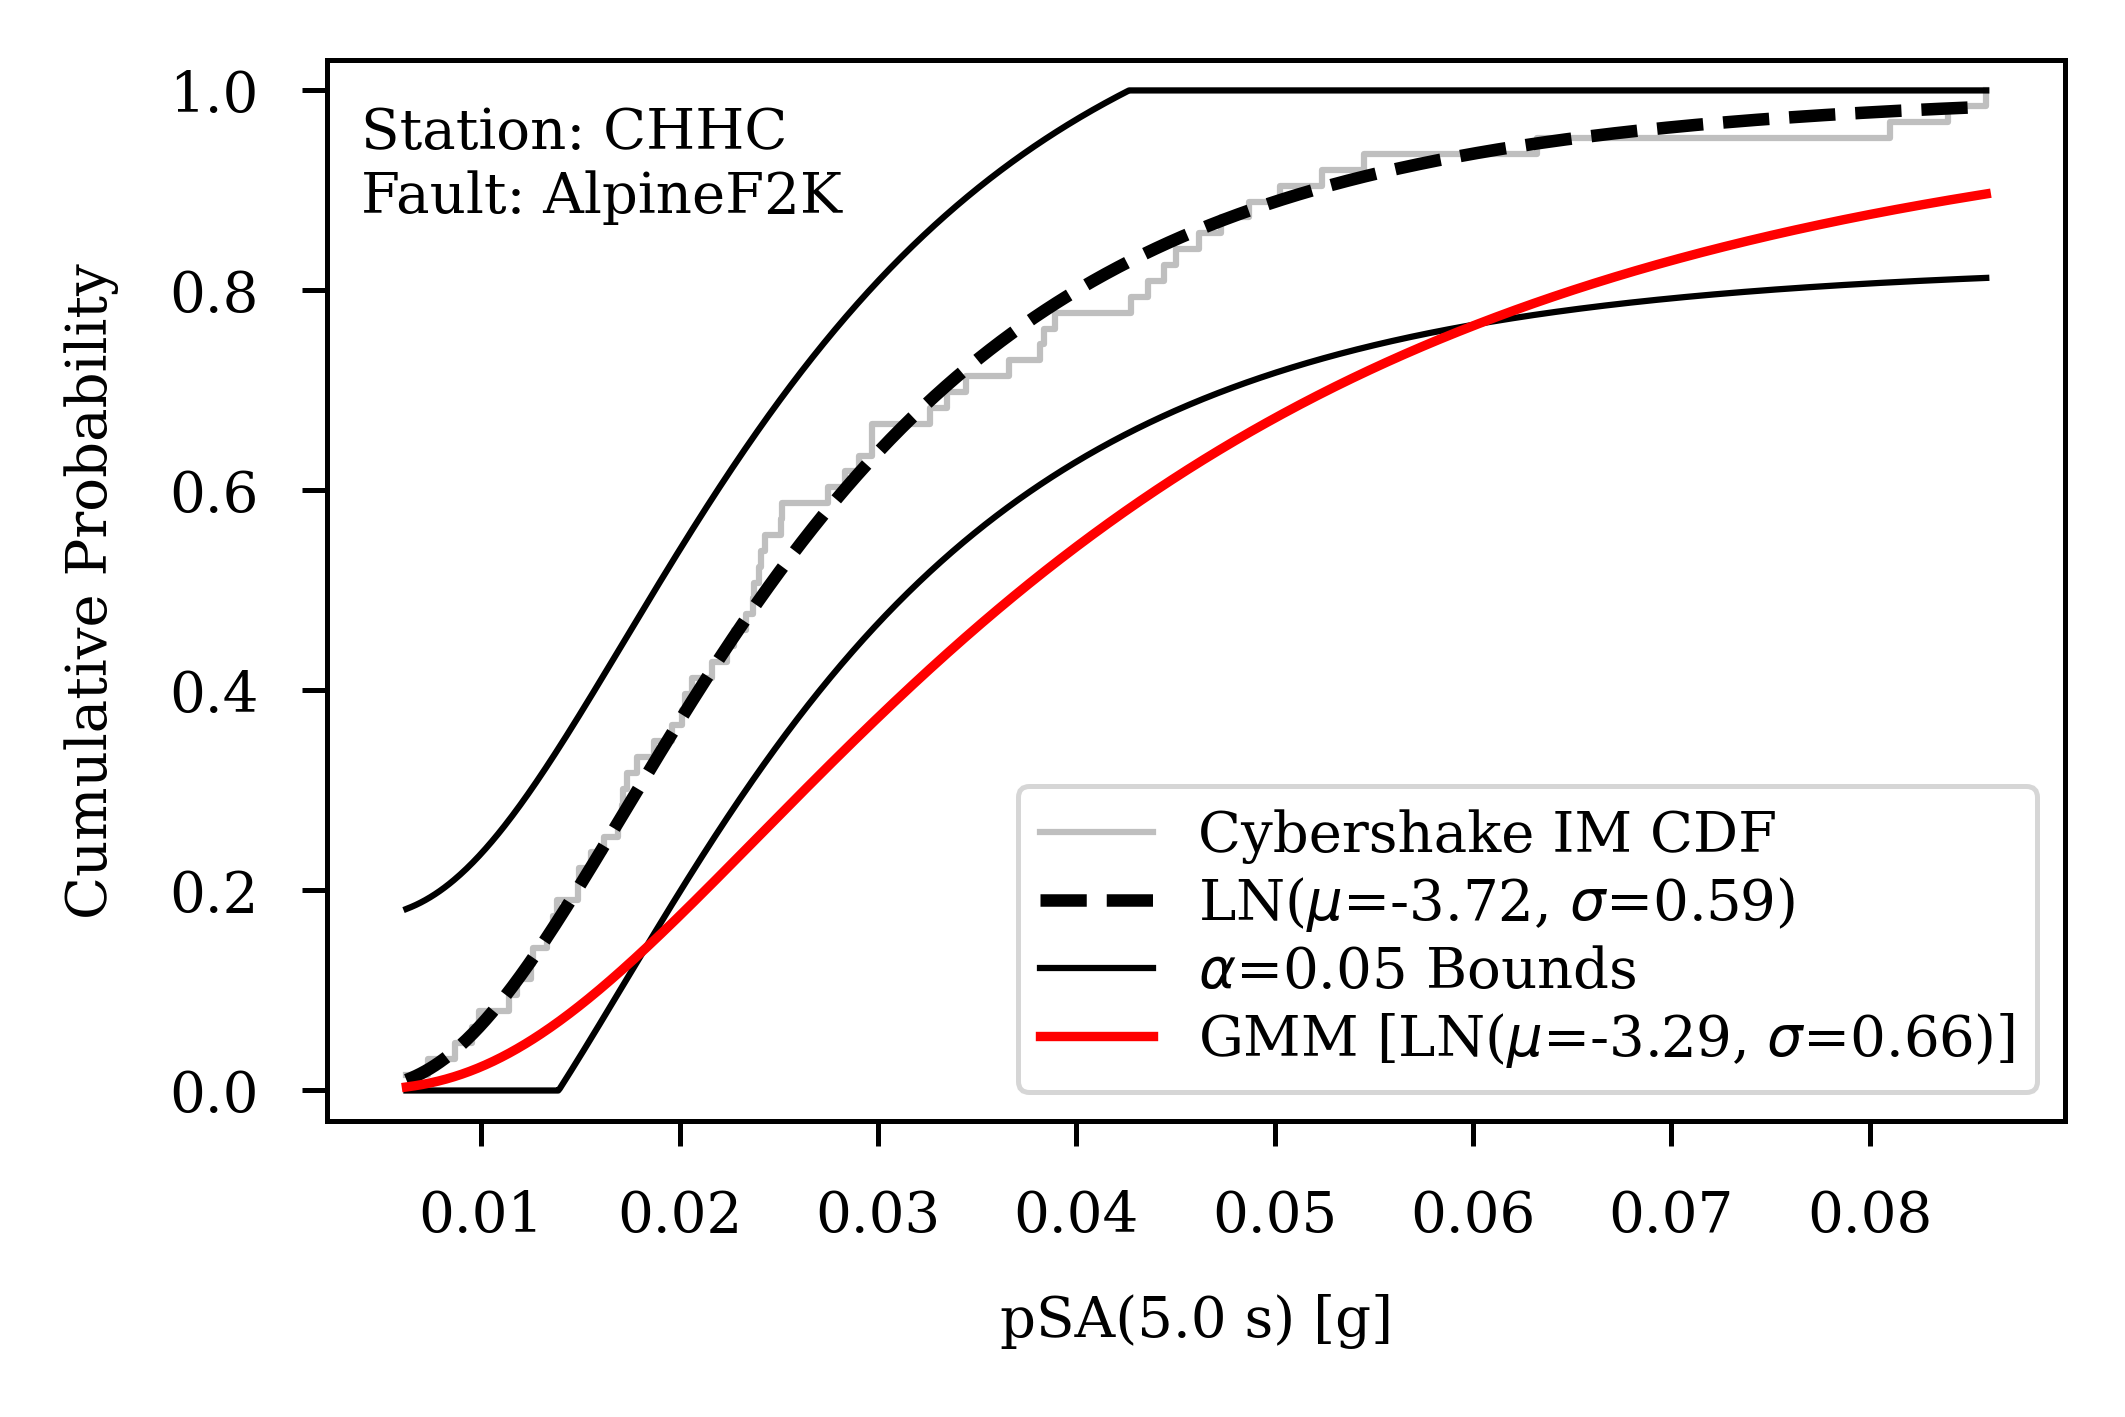 Station: CHHC
Fault: AlpineF2K
Cumulative Probability
1.0
0.8
0.6
0.4
0.2
0.0
Cybershake IM CDF
LN(μ=-3.72, σ=0.59)
α=0.05 Bounds
GMM [LN(μ=-3.29, σ=0.66)]
0.01 0.02 0.03 0.04 0.05 0.06 0.07 0.08
pSA(5.0 s) [g]